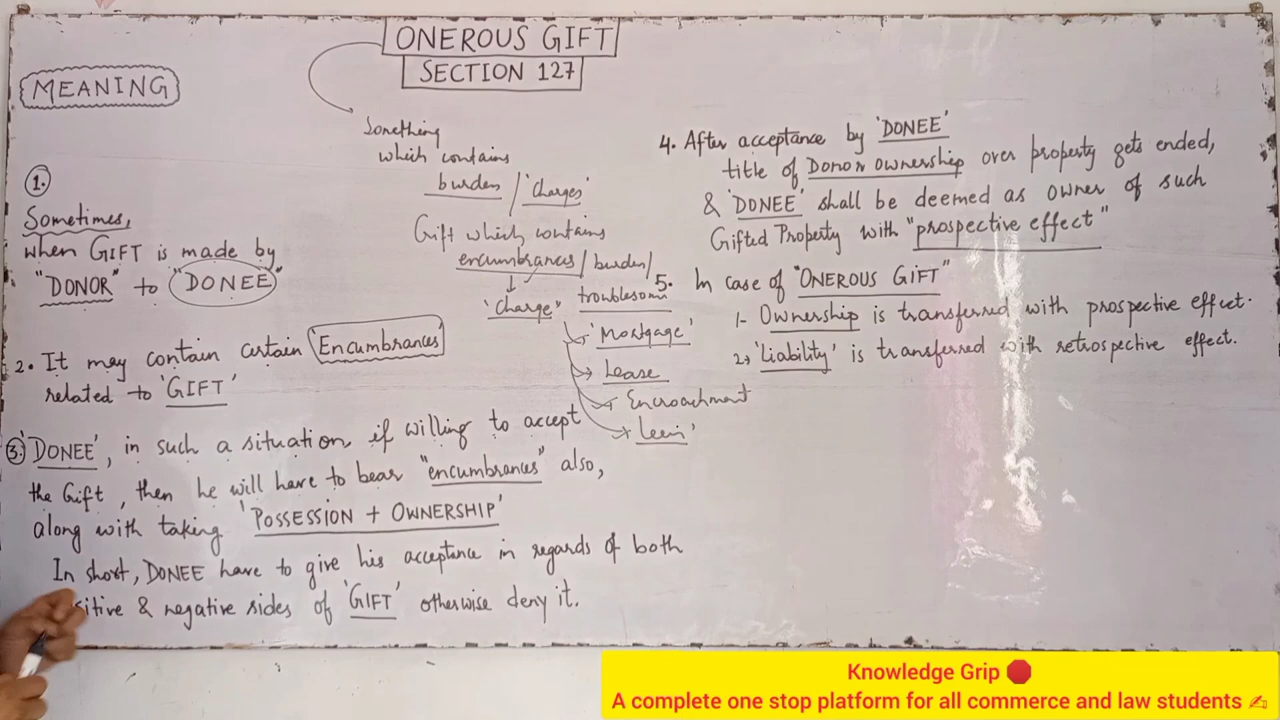 ONEROUS GIFT
SECTION 127
MEANING
Something
which contains
burden / 'Charges'
Gift which contains
encumbrances / burden/
troublesome
'Charge"
'Mortgage'
Lease
Encroachment
Leein'
1.
Sometimes,
when GIFT is made by
"DONOR" to "DONEE"
2. It may contain certain 'Encumbrances'
related to 'GIFT'
3. 'DONEE', in such a situation if willing to accept
the Gift, then he will have to bear "encumbrances" also,
along with taking 'POSSESSION + OWNERSHIP'
In short, DONEE have to give his acceptance in regards of both
sitive & negative sides of 'GIFT' otherwise deny it.
4. After acceptance by 'DONEE'
title of Donor ownership over property gets ended,
& 'DONEE' shall be deemed as owner of such
Gifted Property with "prospective effect"
5. In case of "ONEROUS GIFT"
1- Ownership is transferred with prospective effect.
2→ 'Liability' is transferred with retrospective effect.
Knowledge Grip 🛑
A complete one stop platform for all commerce and law students ✍